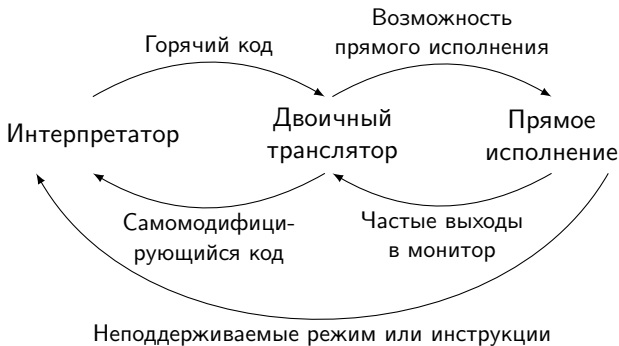 Возможность
прямого исполнения
Горячий код
Интерпретатор
Двоичный
транслятор
Прямое
исполнение
Самомодифици-
рующийся код
Частые выходы
в монитор
Неподдерживаемые режим или инструкции